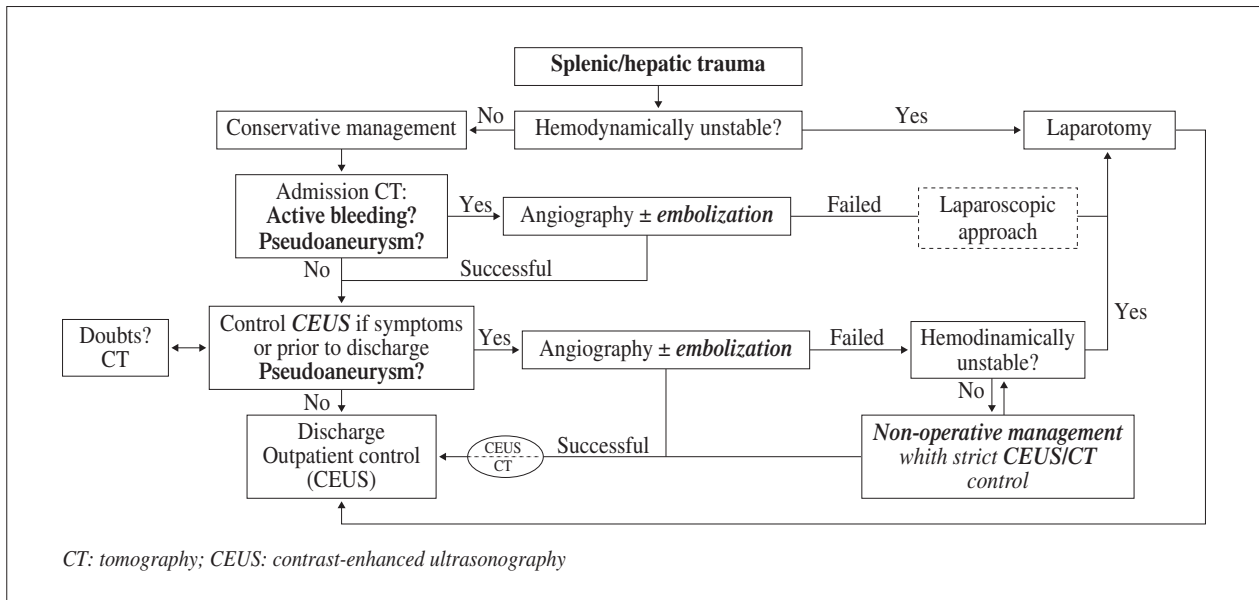 Splenic/hepatic trauma
No
Yes
Conservative management
Hemodynamically unstable?
Laparotomy
Admission CT:
Active bleeding?
Pseudoaneurysm?
Yes
Angiography ± embolization
Failed
Laparoscopic
approach
No
Successful
Doubts?
CT
Control CEUS if symptoms
or prior to discharge
Pseudoaneurysm?
Yes
Angiography ± embolization
Failed
Hemodinamically
unstable?
Yes
No
No
Discharge
Outpatient control
(CEUS)
CEUS
CT
Successful
Non-operative management
whith strict CEUS/CT
control
CT: tomography; CEUS: contrast-enhanced ultrasonography